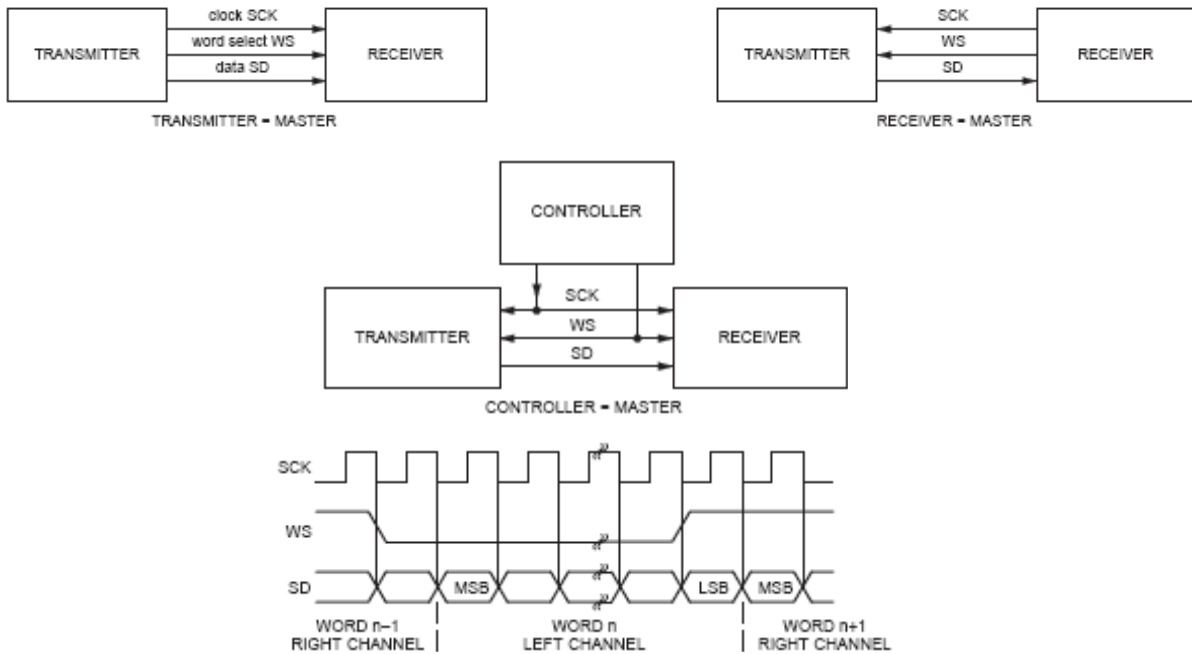 clock SCK
word select WS
data SD
TRANSMITTER
RECEIVER
TRANSMITTER = MASTER
SCK
WS
SD
TRANSMITTER
RECEIVER
RECEIVER = MASTER
CONTROLLER
TRANSMITTER
SCK
WS
SD
RECEIVER
CONTROLLER = MASTER
SCK
WS
SD
MSB
LSB
MSB
WORD n–1
RIGHT CHANNEL
WORD n
LEFT CHANNEL
WORD n+1
RIGHT CHANNEL